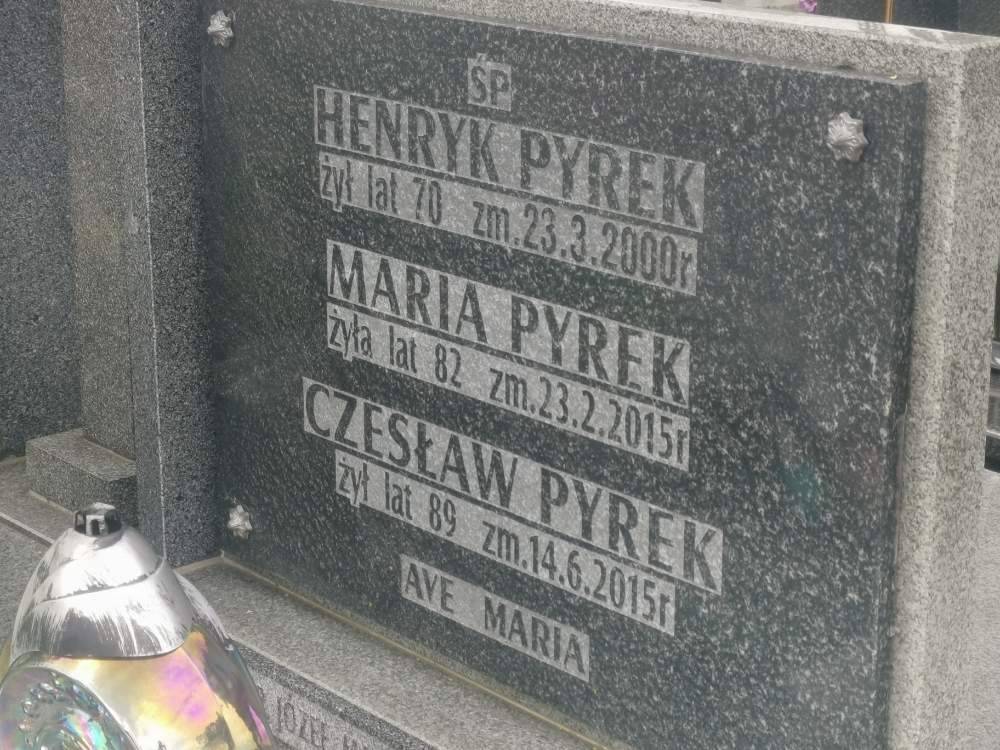 ŚP
HENRYK PYREK
żył lat 70 zm.23.3.2000r
MARIA PYREK
żyła lat 82 zm.23.2.2015r
CZESŁAW PYREK
żył lat 89 zm.14.6.2015r
AVE MARIA
JÓZEF